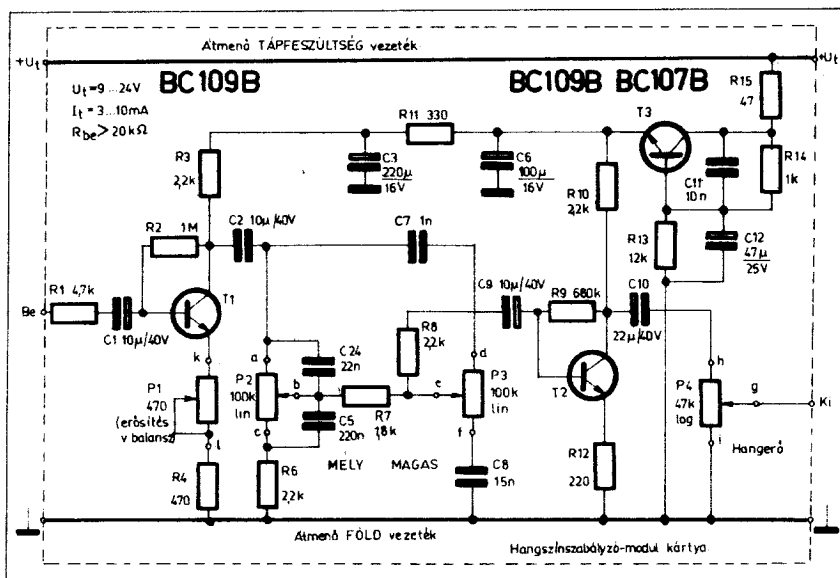 Átmenő TÁPFESZÜLTSÉG vezeték
+Ut
+Ut
Ut = 9 ... 24V
It = 3 ... 10mA
Rbe > 20kΩ
BC109B
BC109B BC107B
R15
47
T3
R11 330
R3
2,2k
C3
220µ
16V
C6
100µ
16V
R10
2,2k
C11
10n
R14
1k
R2
1M
C2 10µ/40V
C7 1n
R13
12k
C12
47µ
25V
R1 4,7k
Be
C1 10µ/40V
T1
C9 10µ/40V
R9 680k
C10
22µ/40V
R8
2,2k
k
a
C24
22n
d
h
P1
470
(erősítés
v balansz)
P2
100k
lin
b
R7
1,8k
e
P3
100k
lin
T2
P4
47k
log
g
Ki
c
C5
220n
l
f
i
Hangerő
R4
470
R6
2,2k
MELY MAGAS
C8
15n
R12
220
Átmenő FÖLD vezeték
Hangszínszabályzó-modul kártya